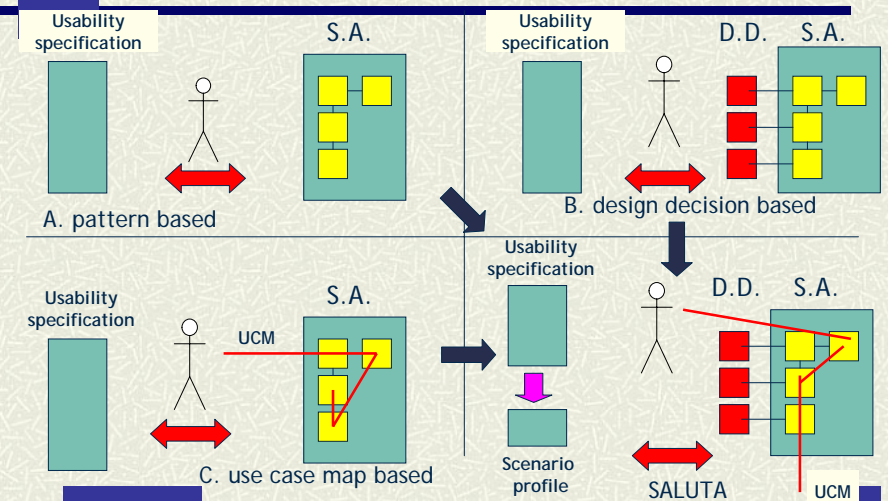 Usability
specification
S.A.
A. pattern based
Usability
specification
D.D. S.A.
B. design decision based
Usability
specification
S.A.
UCM
C. use case map based
Usability
specification
D.D. S.A.
Scenario
profile
SALUTA
UCM